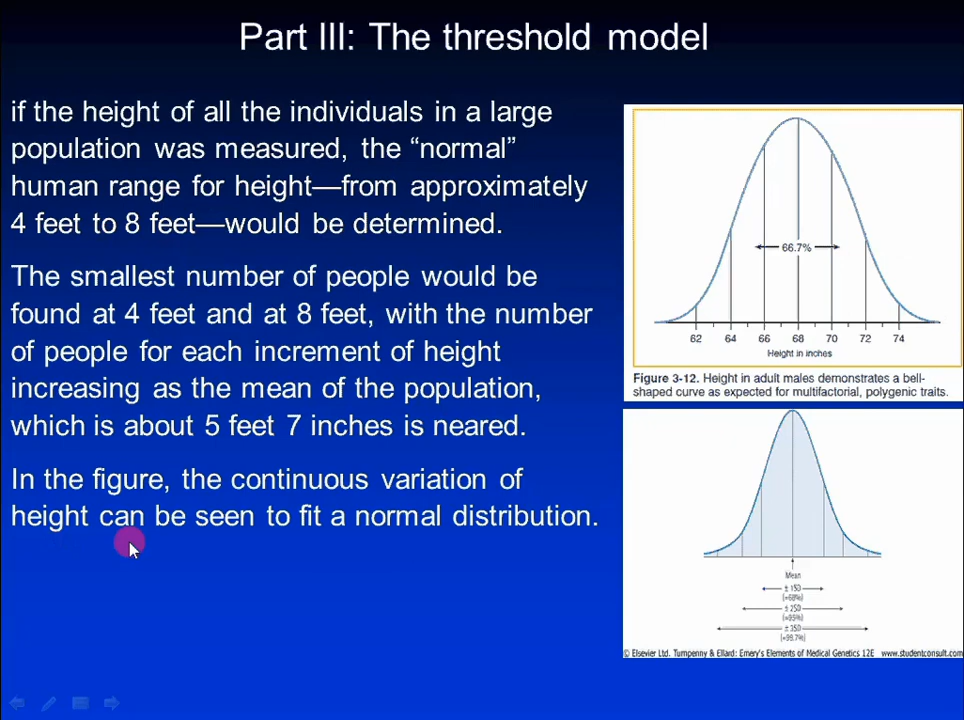 Part III: The threshold model
if the height of all the individuals in a large
population was measured, the “normal”
human range for height—from approximately
4 feet to 8 feet—would be determined.
The smallest number of people would be
found at 4 feet and at 8 feet, with the number
of people for each increment of height
increasing as the mean of the population,
which is about 5 feet 7 inches is neared.
In the figure, the continuous variation of
height can be seen to fit a normal distribution.
66.7%
62 64 66 68 70 72 74
Height in inches
Figure 3-12. Height in adult males demonstrates a bell-
shaped curve as expected for multifactorial, polygenic traits.
Mean
± 1SD
(≈68%)
± 2SD
(≈95%)
± 3SD
(≈99.7%)
© Elsevier Ltd. Turnpenny & Ellard: Emery's Elements of Medical Genetics 12E www.studentconsult.com